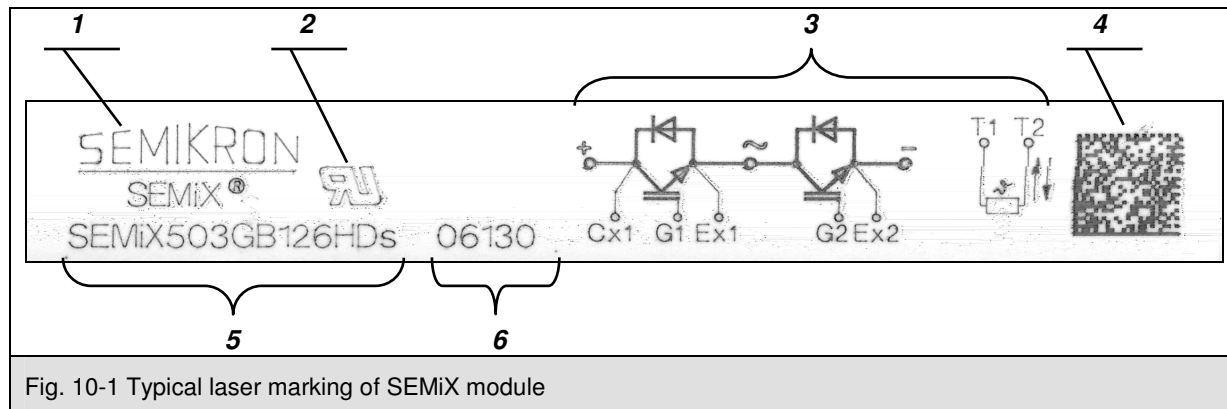 1 2 3 4
SEMIKRON
SEMiX®
SEMiX503GB126HDs 06130
+ ~ -
T1 T2
Cx1 G1 Ex1 G2 Ex2
5 6
Fig. 10-1 Typical laser marking of SEMiX module